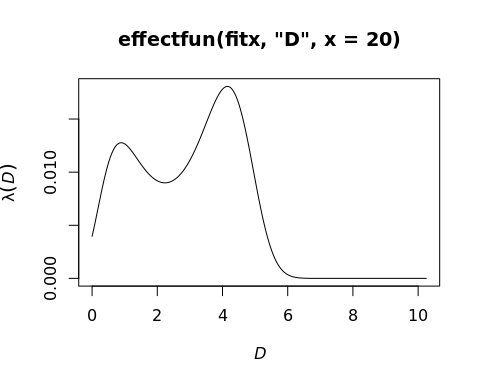 effectfun(fitx, "D", x = 20)
λ(D)
0.010
0.000
0 2 4 6 8 10
D